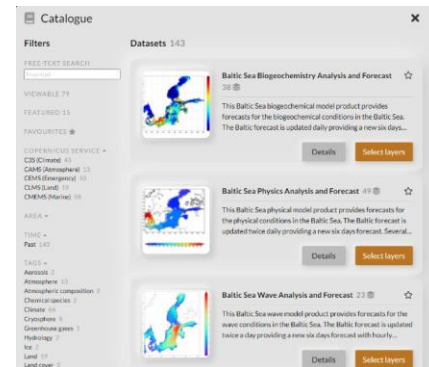 Catalogue
Filters
Datasets 143
FREE-TEXT SEARCH
VIEWABLE 79
FEATURED 15
FAVOURITES
COPERNICUS SERVICE
C3S (Climate) 43
CAMS (Atmosphere) 13
CEMS (Emergency) 10
CLMS (Land) 19
CMEMS (Marine) 58
AREA
TIME
Past 142
TAGS
Aerosols 2
Atmosphere 13
Atmospheric composition 7
Chemical species 2
Climate 66
Cryosphere 8
Greenhouse gases 1
Hydrology 7
Ice 2
Land 19
Land cover 3
Baltic Sea Biogeochemistry Analysis and Forecast
38
This Baltic Sea biogeochemical model product provides
forecasts for the biogeochemical conditions in the Baltic Sea.
The Baltic forecast is updated daily providing a new six days...
Details
Select layers
Baltic Sea Physics Analysis and Forecast 49
This Baltic Sea physical model product provides forecasts for
the physical conditions in the Baltic Sea. The Baltic forecast is
updated twice daily providing a new six days forecast. Several...
Details
Select layers
Baltic Sea Wave Analysis and Forecast 23
This Baltic Sea wave model product provides forecasts for the
wave conditions in the Baltic Sea. The Baltic forecast is updated
twice a day providing a new six days forecast with hourly...
Details
Select layers